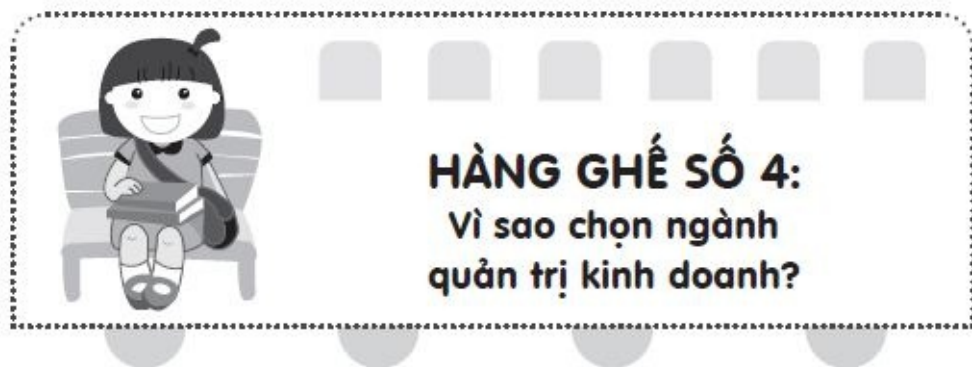 HÀNG GHẾ SỐ 4:
Vì sao chọn ngành
quản trị kinh doanh?